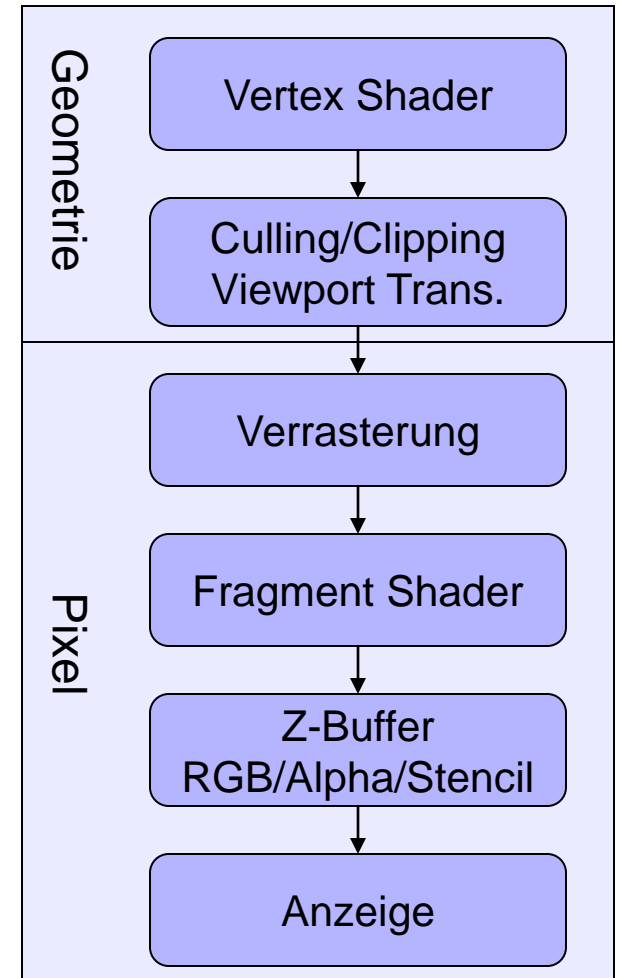 Geometrie
Vertex Shader
Culling/Clipping
Viewport Trans.
Pixel
Verrasterung
Fragment Shader
Z-Buffer
RGB/Alpha/Stencil
Anzeige